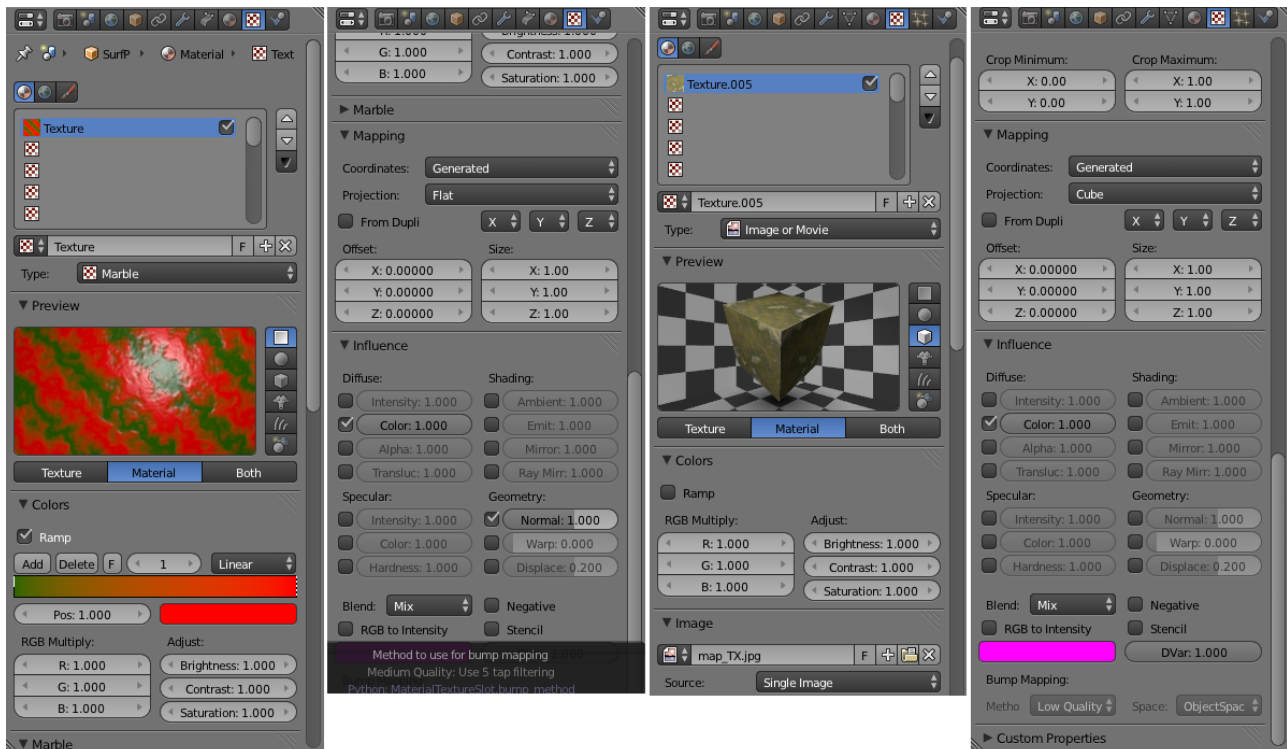 SurfP Material Text
Texture
Texture F
Type: Marble
Preview
Texture Material Both
Colors
Ramp
Add Delete F 1 Linear
Pos: 1.000
RGB Multiply: Adjust:
R: 1.000 Brightness: 1.000
G: 1.000 Contrast: 1.000
B: 1.000 Saturation: 1.000
Marble
G: 1.000 Contrast: 1.000
B: 1.000 Saturation: 1.000
Marble
Mapping
Coordinates: Generated
Projection: Flat
From Dupli X Y Z
Offset: Size:
X: 0.00000 X: 1.00
Y: 0.00000 Y: 1.00
Z: 0.00000 Z: 1.00
Influence
Diffuse: Shading:
Intensity: 1.000 Ambient: 1.000
Color: 1.000 Emit: 1.000
Alpha: 1.000 Mirror: 1.000
Transluc: 1.000 Ray Mirr: 1.000
Specular: Geometry:
Intensity: 1.000 Normal: 1.000
Color: 1.000 Warp: 0.000
Hardness: 1.000 Displace: 0.200
Blend: Mix Negative
RGB to Intensity Stencil
Method to use for bump mapping
Medium Quality: Use 5 tap filtering
Python: MaterialTextureSlot.bump_method
Texture.005
Texture.005 F
Type: Image or Movie
Preview
Texture Material Both
Colors
Ramp
RGB Multiply: Adjust:
R: 1.000 Brightness: 1.000
G: 1.000 Contrast: 1.000
B: 1.000 Saturation: 1.000
Image
map_TX.jpg F
Source: Single Image
Crop Minimum: Crop Maximum:
X: 0.00 X: 1.00
Y: 0.00 Y: 1.00
Mapping
Coordinates: Generated
Projection: Cube
From Dupli X Y Z
Offset: Size:
X: 0.00000 X: 1.00
Y: 0.00000 Y: 1.00
Z: 0.00000 Z: 1.00
Influence
Diffuse: Shading:
Intensity: 1.000 Ambient: 1.000
Color: 1.000 Emit: 1.000
Alpha: 1.000 Mirror: 1.000
Transluc: 1.000 Ray Mirr: 1.000
Specular: Geometry:
Intensity: 1.000 Normal: 1.000
Color: 1.000 Warp: 0.000
Hardness: 1.000 Displace: 0.200
Blend: Mix Negative
RGB to Intensity Stencil
DVar: 1.000
Bump Mapping:
Metho Low Quality Space: ObjectSpac
Custom Properties